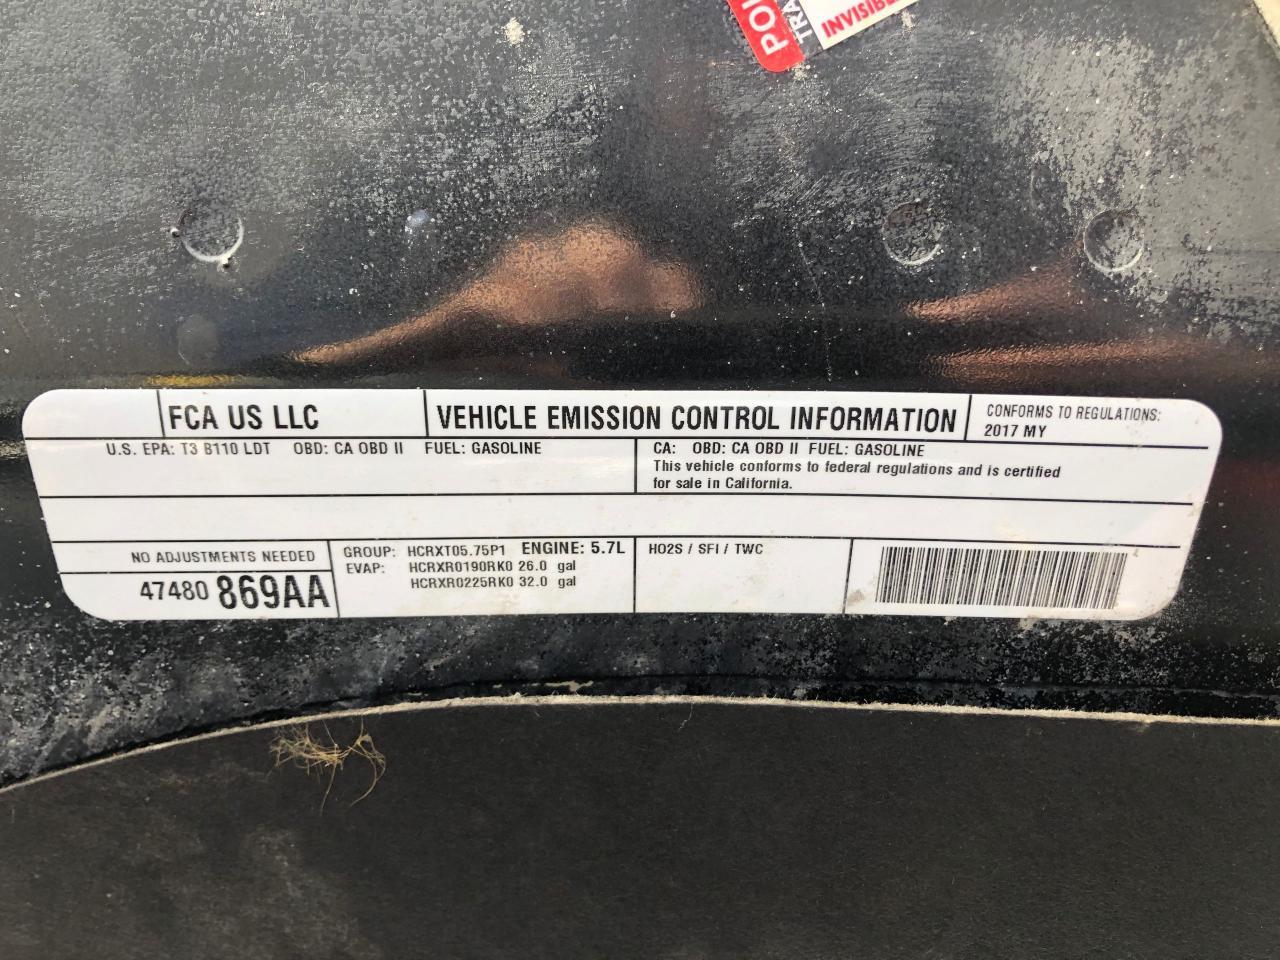 POL
TRA
INVISIBLE
FCA US LLC
VEHICLE EMISSION CONTROL INFORMATION
CONFORMS TO REGULATIONS:
2017 MY
U.S. EPA: T3 B110 LDT OBD: CA OBD II FUEL: GASOLINE
CA: OBD: CA OBD II FUEL: GASOLINE
This vehicle conforms to federal regulations and is certified
for sale in California.
NO ADJUSTMENTS NEEDED
47480 869AA
GROUP: HCRXT05.75P1 ENGINE: 5.7L
EVAP: HCRXR0190RK0 26.0 gal
HCRXR0225RK0 32.0 gal
HO2S / SFI / TWC